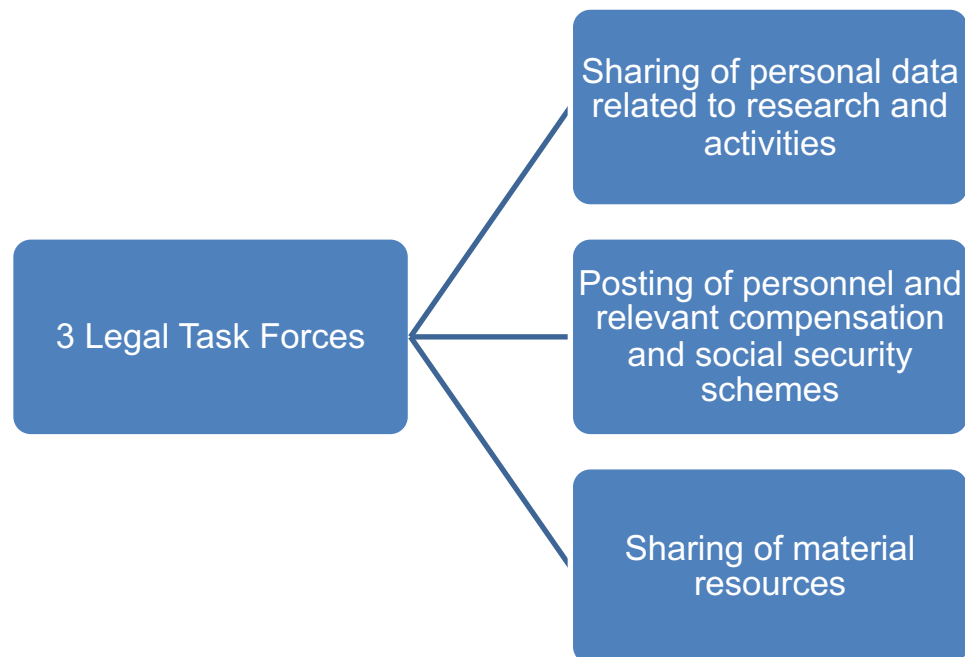 Sharing of personal data
related to research and
activities
3 Legal Task Forces
Posting of personnel and
relevant compensation
and social security
schemes
Sharing of material
resources